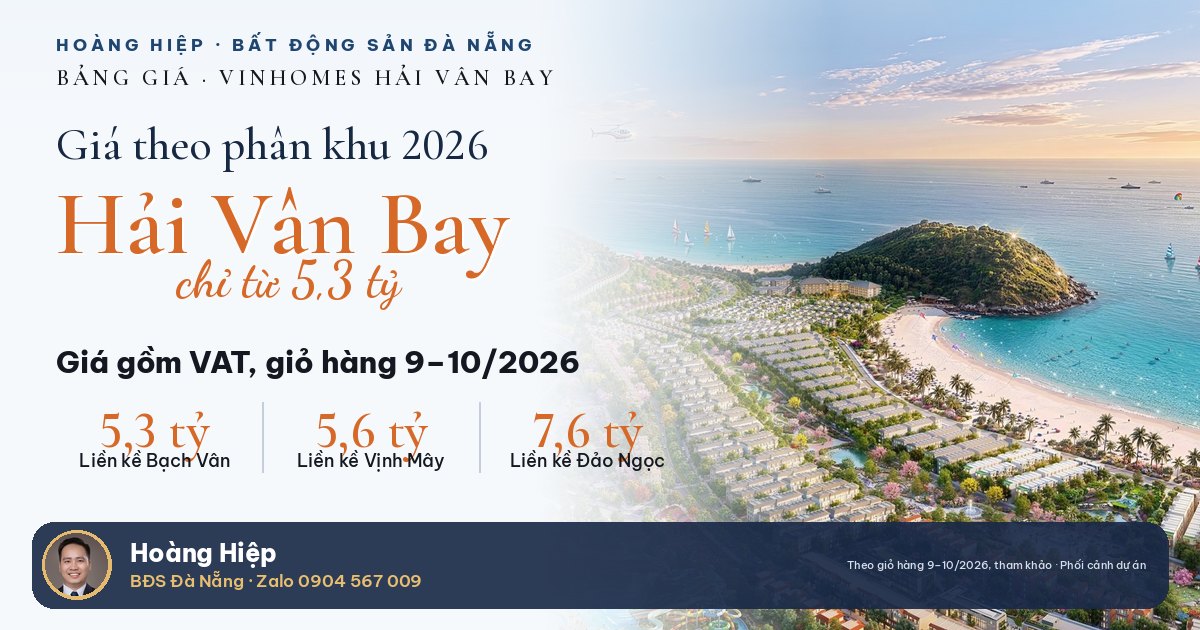 HOÀNG HIỆP · BẤT ĐỘNG SẢN ĐÀ NẴNG
BẢNG GIÁ · VINHOMES HẢI VÂN BAY
Giá theo phân khu 2026
Hải Vân Bay
chỉ từ 5,3 tỷ
Giá gồm VAT, giỏ hàng 9–10/2026
5,3 tỷ
Liền kề Bạch Vân
5,6 tỷ
Liền kề Vịnh Mây
7,6 tỷ
Liền kề Đảo Ngọc
Hoàng Hiệp
BĐS Đà Nẵng · Zalo 0904 567 009
Theo giỏ hàng 9–10/2026, tham khảo · Phối cảnh dự án